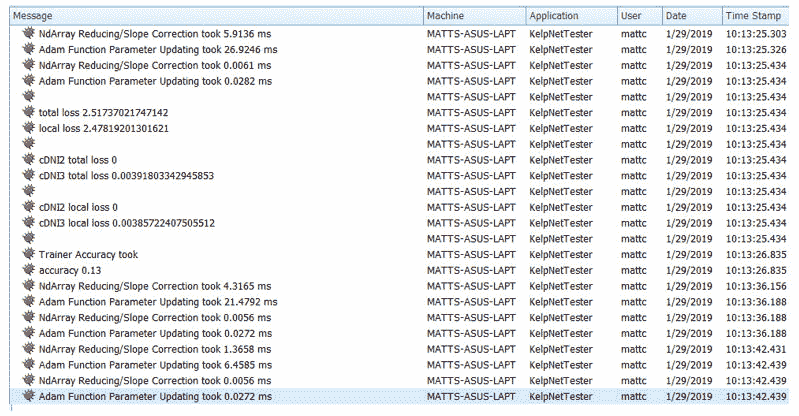 Message Machine Application User Date Time Stamp
NdArray Reducing/Slope Correction took 5.9136 ms MATTS-ASUS-LAPT KelpNetTester mattc 1/29/2019 10:13:25.303
Adam Function Parameter Updating took 26.9246 ms MATTS-ASUS-LAPT KelpNetTester mattc 1/29/2019 10:13:25.326
NdArray Reducing/Slope Correction took 0.0061 ms MATTS-ASUS-LAPT KelpNetTester mattc 1/29/2019 10:13:25.434
Adam Function Parameter Updating took 0.0282 ms MATTS-ASUS-LAPT KelpNetTester mattc 1/29/2019 10:13:25.434
MATTS-ASUS-LAPT KelpNetTester mattc 1/29/2019 10:13:25.434
total loss 2.51737021747142 MATTS-ASUS-LAPT KelpNetTester mattc 1/29/2019 10:13:25.434
local loss 2.47819201301621 MATTS-ASUS-LAPT KelpNetTester mattc 1/29/2019 10:13:25.434
MATTS-ASUS-LAPT KelpNetTester mattc 1/29/2019 10:13:25.434
cDNI2 total loss 0 MATTS-ASUS-LAPT KelpNetTester mattc 1/29/2019 10:13:25.434
cDNI3 total loss 0.00391803342945853 MATTS-ASUS-LAPT KelpNetTester mattc 1/29/2019 10:13:25.434
MATTS-ASUS-LAPT KelpNetTester mattc 1/29/2019 10:13:25.434
cDNI2 local loss 0 MATTS-ASUS-LAPT KelpNetTester mattc 1/29/2019 10:13:25.434
cDNI3 local loss 0.00385722407505512 MATTS-ASUS-LAPT KelpNetTester mattc 1/29/2019 10:13:25.434
MATTS-ASUS-LAPT KelpNetTester mattc 1/29/2019 10:13:25.434
Trainer Accuracy took MATTS-ASUS-LAPT KelpNetTester mattc 1/29/2019 10:13:26.835
accuracy 0.13 MATTS-ASUS-LAPT KelpNetTester mattc 1/29/2019 10:13:26.835
NdArray Reducing/Slope Correction took 4.3165 ms MATTS-ASUS-LAPT KelpNetTester mattc 1/29/2019 10:13:36.156
Adam Function Parameter Updating took 21.4792 ms MATTS-ASUS-LAPT KelpNetTester mattc 1/29/2019 10:13:36.188
NdArray Reducing/Slope Correction took 0.0056 ms MATTS-ASUS-LAPT KelpNetTester mattc 1/29/2019 10:13:36.188
Adam Function Parameter Updating took 0.0272 ms MATTS-ASUS-LAPT KelpNetTester mattc 1/29/2019 10:13:36.188
NdArray Reducing/Slope Correction took 1.3658 ms MATTS-ASUS-LAPT KelpNetTester mattc 1/29/2019 10:13:42.431
Adam Function Parameter Updating took 6.4585 ms MATTS-ASUS-LAPT KelpNetTester mattc 1/29/2019 10:13:42.439
NdArray Reducing/Slope Correction took 0.0056 ms MATTS-ASUS-LAPT KelpNetTester mattc 1/29/2019 10:13:42.439
Adam Function Parameter Updating took 0.0272 ms MATTS-ASUS-LAPT KelpNetTester mattc 1/29/2019 10:13:42.439